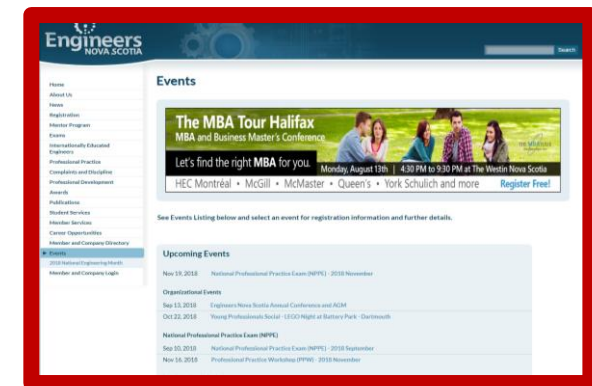 Engineers
NOVA SCOTIA
Search
Home
About Us
News
Registration
Mentor Program
Exams
Internationally Educated
Engineers
Professional Practice
Complaints and Discipline
Professional Development
Awards
Publications
Student Services
Member Services
Career Opportunities
Member and Company Directory
Events
2018 National Engineering Month
Member and Company Login
Events
The MBA Tour Halifax
MBA and Business Master's Conference
Let's find the right MBA for you.
Monday, August 13th | 4:30 PM to 9:30 PM at The Westin Nova Scotia
HEC Montréal • McGill • McMaster • Queen's • York Schulich and more Register Free!
See Events Listing below and select an event for registration information and further details.
Upcoming Events
Nov 19, 2018 National Professional Practice Exam (NPPE) - 2018 November
Organizational Events
Sep 13, 2018 Engineers Nova Scotia Annual Conference and AGM
Oct 22, 2018 Young Professionals Social - LEGO Night at Battery Park - Dartmouth
National Professional Practice Exam (NPPE)
Sep 10, 2018 National Professional Practice Exam (NPPE) - 2018 September
Nov 16, 2018 Professional Practice Workshop (PPW) - 2018 November